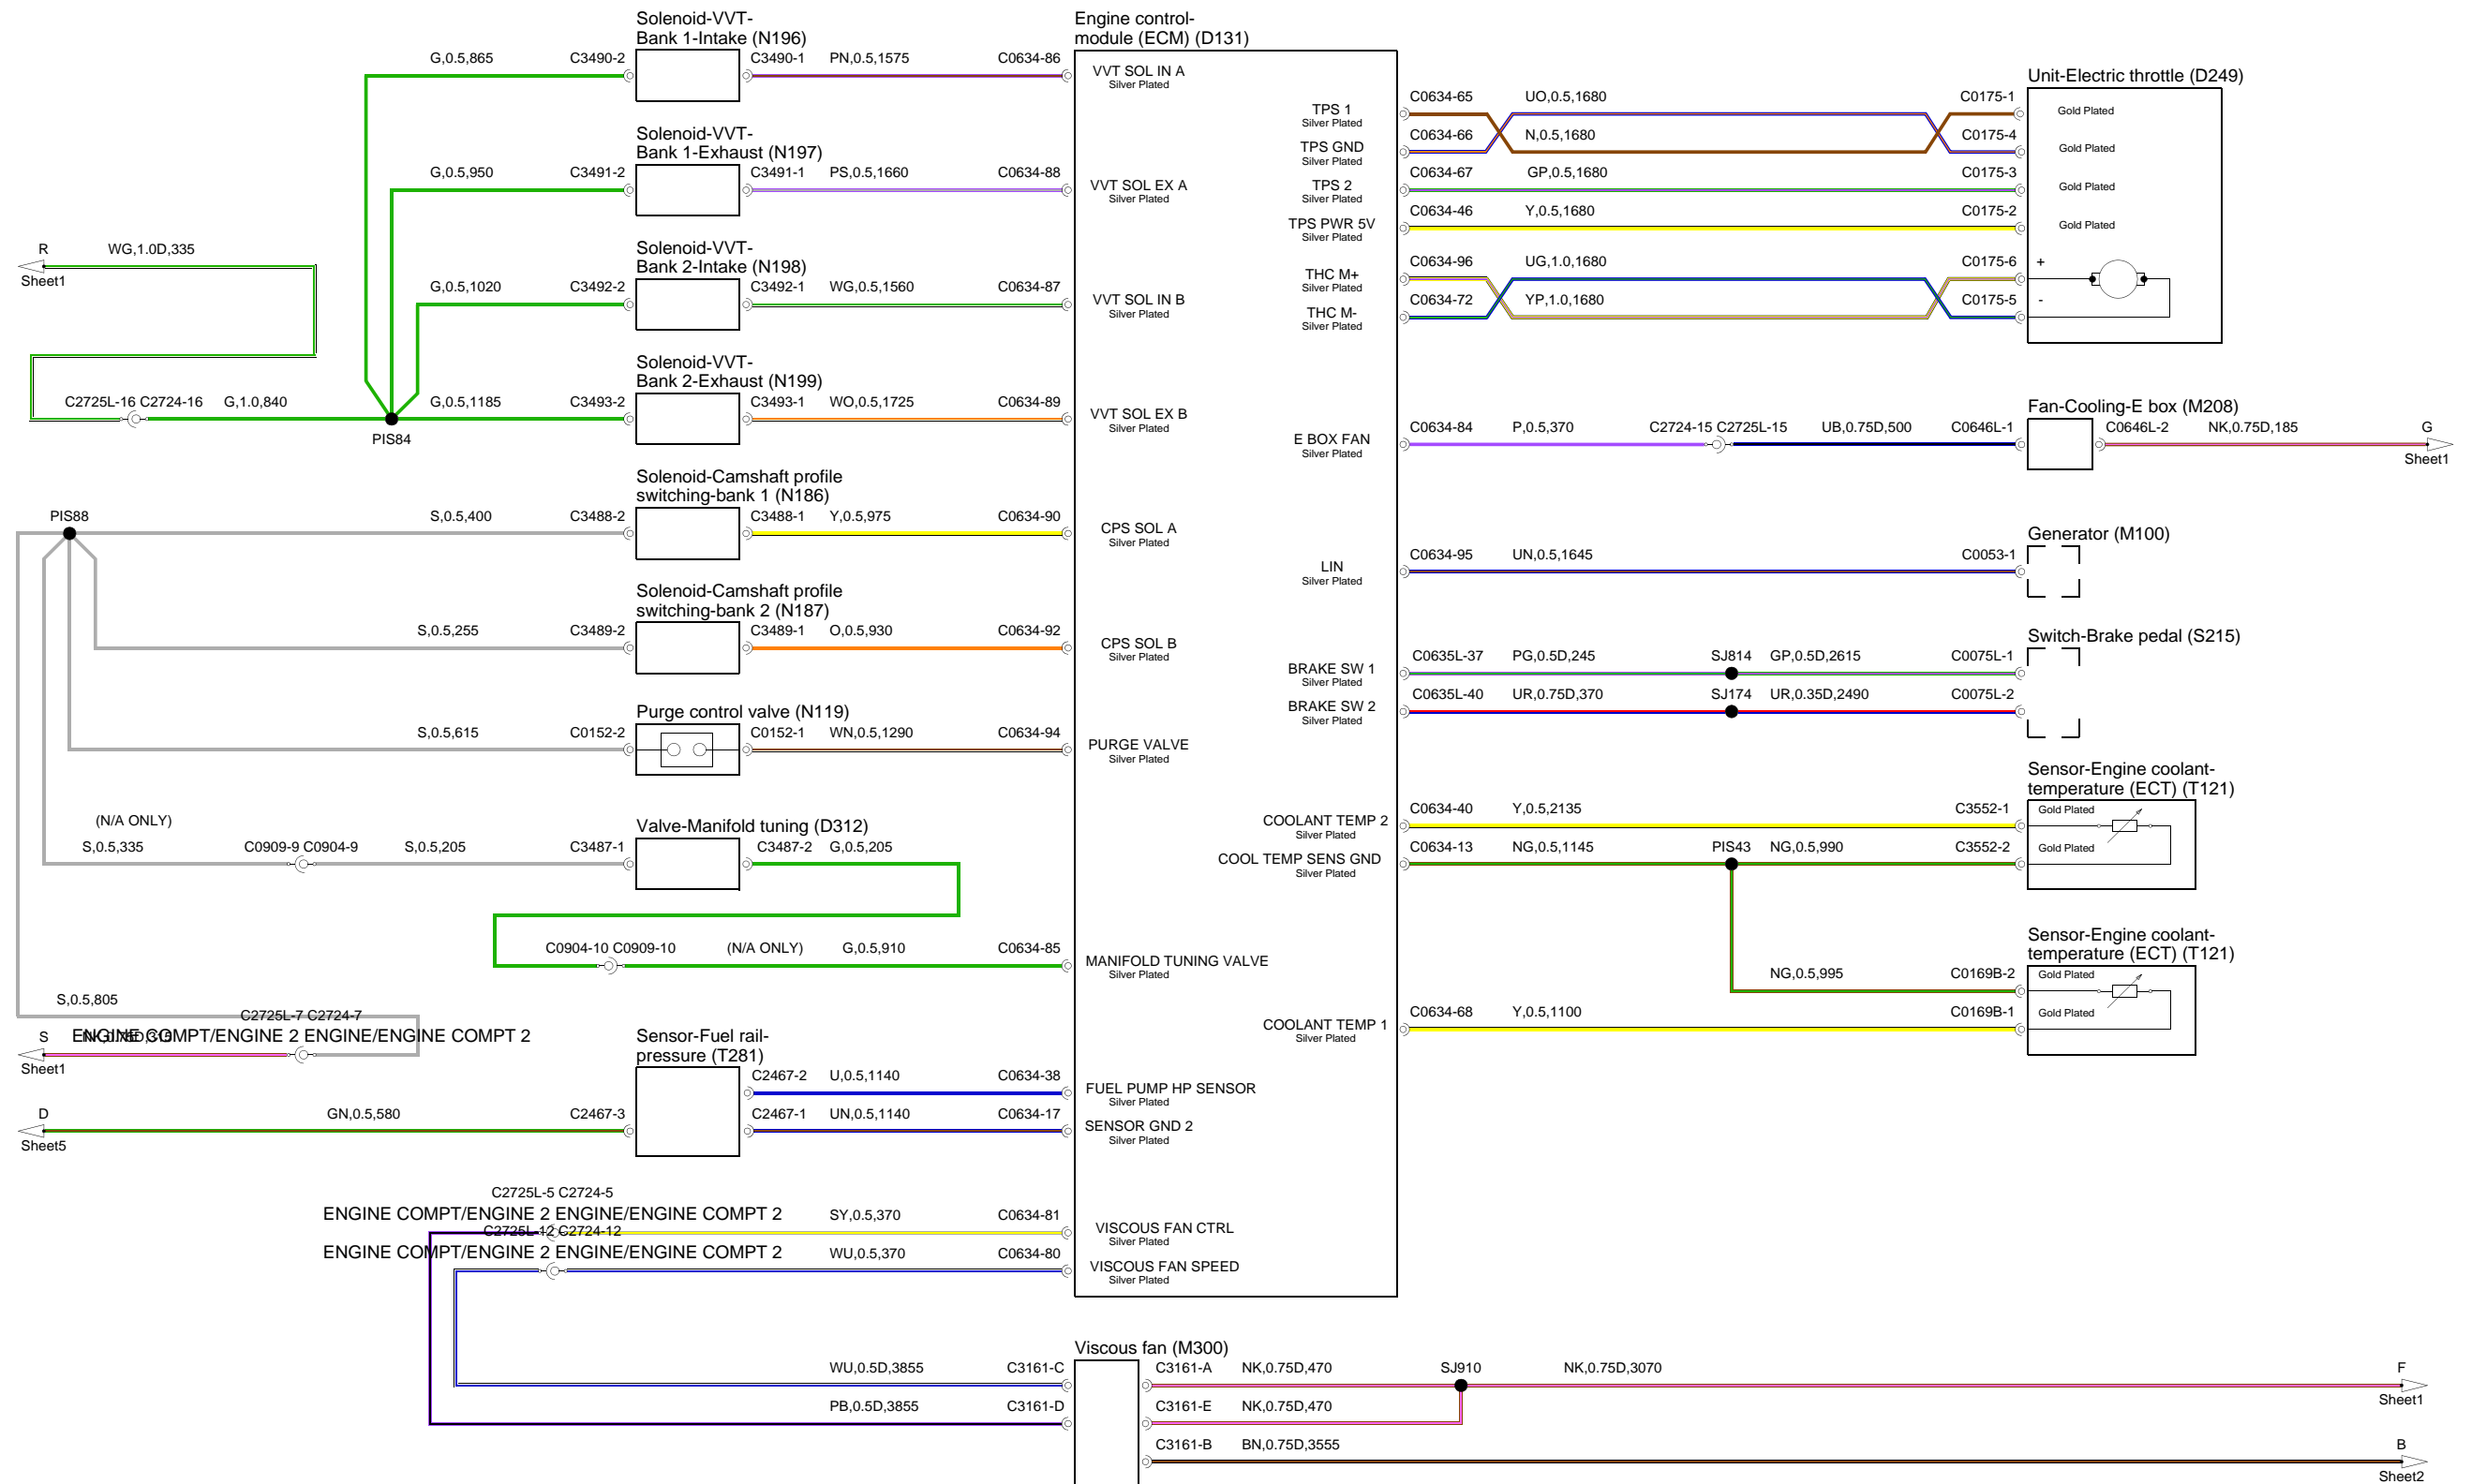 Solenoid-VVT-
Bank 1-Intake (N196)
G,0.5,865
C3490-2
C3490-1
PN,0.5,1575
C0634-86
Solenoid-VVT-
Bank 1-Exhaust (N197)
G,0.5,950
C3491-2
C3491-1
PS,0.5,1660
C0634-88
R
WG,1.0D,335
Sheet1
Solenoid-VVT-
Bank 2-Intake (N198)
G,0.5,1020
C3492-2
C3492-1
WG,0.5,1560
C0634-87
Solenoid-VVT-
Bank 2-Exhaust (N199)
C2725L-16 C2724-16
G,1.0,840
G,0.5,1185
C3493-2
C3493-1
WO,0.5,1725
C0634-89
PIS84
Solenoid-Camshaft profile
switching-bank 1 (N186)
PIS88
S,0.5,400
C3488-2
C3488-1
Y,0.5,975
C0634-90
Solenoid-Camshaft profile
switching-bank 2 (N187)
S,0.5,255
C3489-2
C3489-1
O,0.5,930
C0634-92
Purge control valve (N119)
S,0.5,615
C0152-2
C0152-1
WN,0.5,1290
C0634-94
(N/A ONLY)
Valve-Manifold tuning (D312)
S,0.5,335
C0909-9 C0904-9
S,0.5,205
C3487-1
C3487-2
G,0.5,205
C0904-10 C0909-10
(N/A ONLY)
G,0.5,910
C0634-85
S,0.5,805
C2725L-7 C2724-7
S
ENGINE COMPT/ENGINE 2 ENGINE/ENGINE COMPT 2
Sheet1
Sensor-Fuel rail-
pressure (T281)
C2467-2
U,0.5,1140
C0634-38
D
GN,0.5,580
C2467-3
C2467-1
UN,0.5,1140
C0634-17
Sheet5
C2725L-5 C2724-5
ENGINE COMPT/ENGINE 2 ENGINE/ENGINE COMPT 2
SY,0.5,370
C0634-81
C2725L-12 C2724-12
ENGINE COMPT/ENGINE 2 ENGINE/ENGINE COMPT 2
WU,0.5,370
C0634-80
WU,0.5D,3855
C3161-C
PB,0.5D,3855
C3161-D
Engine control-
module (ECM) (D131)
VVT SOL IN A
Silver Plated
VVT SOL EX A
Silver Plated
VVT SOL IN B
Silver Plated
VVT SOL EX B
Silver Plated
CPS SOL A
Silver Plated
CPS SOL B
Silver Plated
PURGE VALVE
Silver Plated
MANIFOLD TUNING VALVE
Silver Plated
FUEL PUMP HP SENSOR
Silver Plated
SENSOR GND 2
Silver Plated
VISCOUS FAN CTRL
Silver Plated
VISCOUS FAN SPEED
Silver Plated
TPS 1
Silver Plated
TPS GND
Silver Plated
TPS 2
Silver Plated
TPS PWR 5V
Silver Plated
THC M+
Silver Plated
THC M-
Silver Plated
E BOX FAN
Silver Plated
LIN
Silver Plated
BRAKE SW 1
Silver Plated
BRAKE SW 2
Silver Plated
COOLANT TEMP 2
Silver Plated
COOL TEMP SENS GND
Silver Plated
COOLANT TEMP 1
Silver Plated
Unit-Electric throttle (D249)
C0634-65
UO,0.5,1680
C0175-1
Gold Plated
C0634-66
N,0.5,1680
C0175-4
Gold Plated
C0634-67
GP,0.5,1680
C0175-3
Gold Plated
C0634-46
Y,0.5,1680
C0175-2
Gold Plated
C0634-96
UG,1.0,1680
C0175-6
+
C0634-72
YP,1.0,1680
C0175-5
-
Fan-Cooling-E box (M208)
C0634-84
P,0.5,370
C2724-15 C2725L-15
UB,0.75D,500
C0646L-1
C0646L-2
NK,0.75D,185
G
Sheet1
Generator (M100)
C0634-95
UN,0.5,1645
C0053-1
Switch-Brake pedal (S215)
C0635L-37
PG,0.5D,245
SJ814
GP,0.5D,2615
C0075L-1
C0635L-40
UR,0.75D,370
SJ174
UR,0.35D,2490
C0075L-2
Sensor-Engine coolant-
temperature (ECT) (T121)
C0634-40
Y,0.5,2135
C3552-1
Gold Plated
C0634-13
NG,0.5,1145
PIS43
NG,0.5,990
C3552-2
Gold Plated
Sensor-Engine coolant-
temperature (ECT) (T121)
NG,0.5,995
C0169B-2
Gold Plated
C0634-68
Y,0.5,1100
C0169B-1
Gold Plated
Viscous fan (M300)
C3161-A
NK,0.75D,470
SJ910
NK,0.75D,3070
F
Sheet1
C3161-E
NK,0.75D,470
C3161-B
BN,0.75D,3555
B
Sheet2